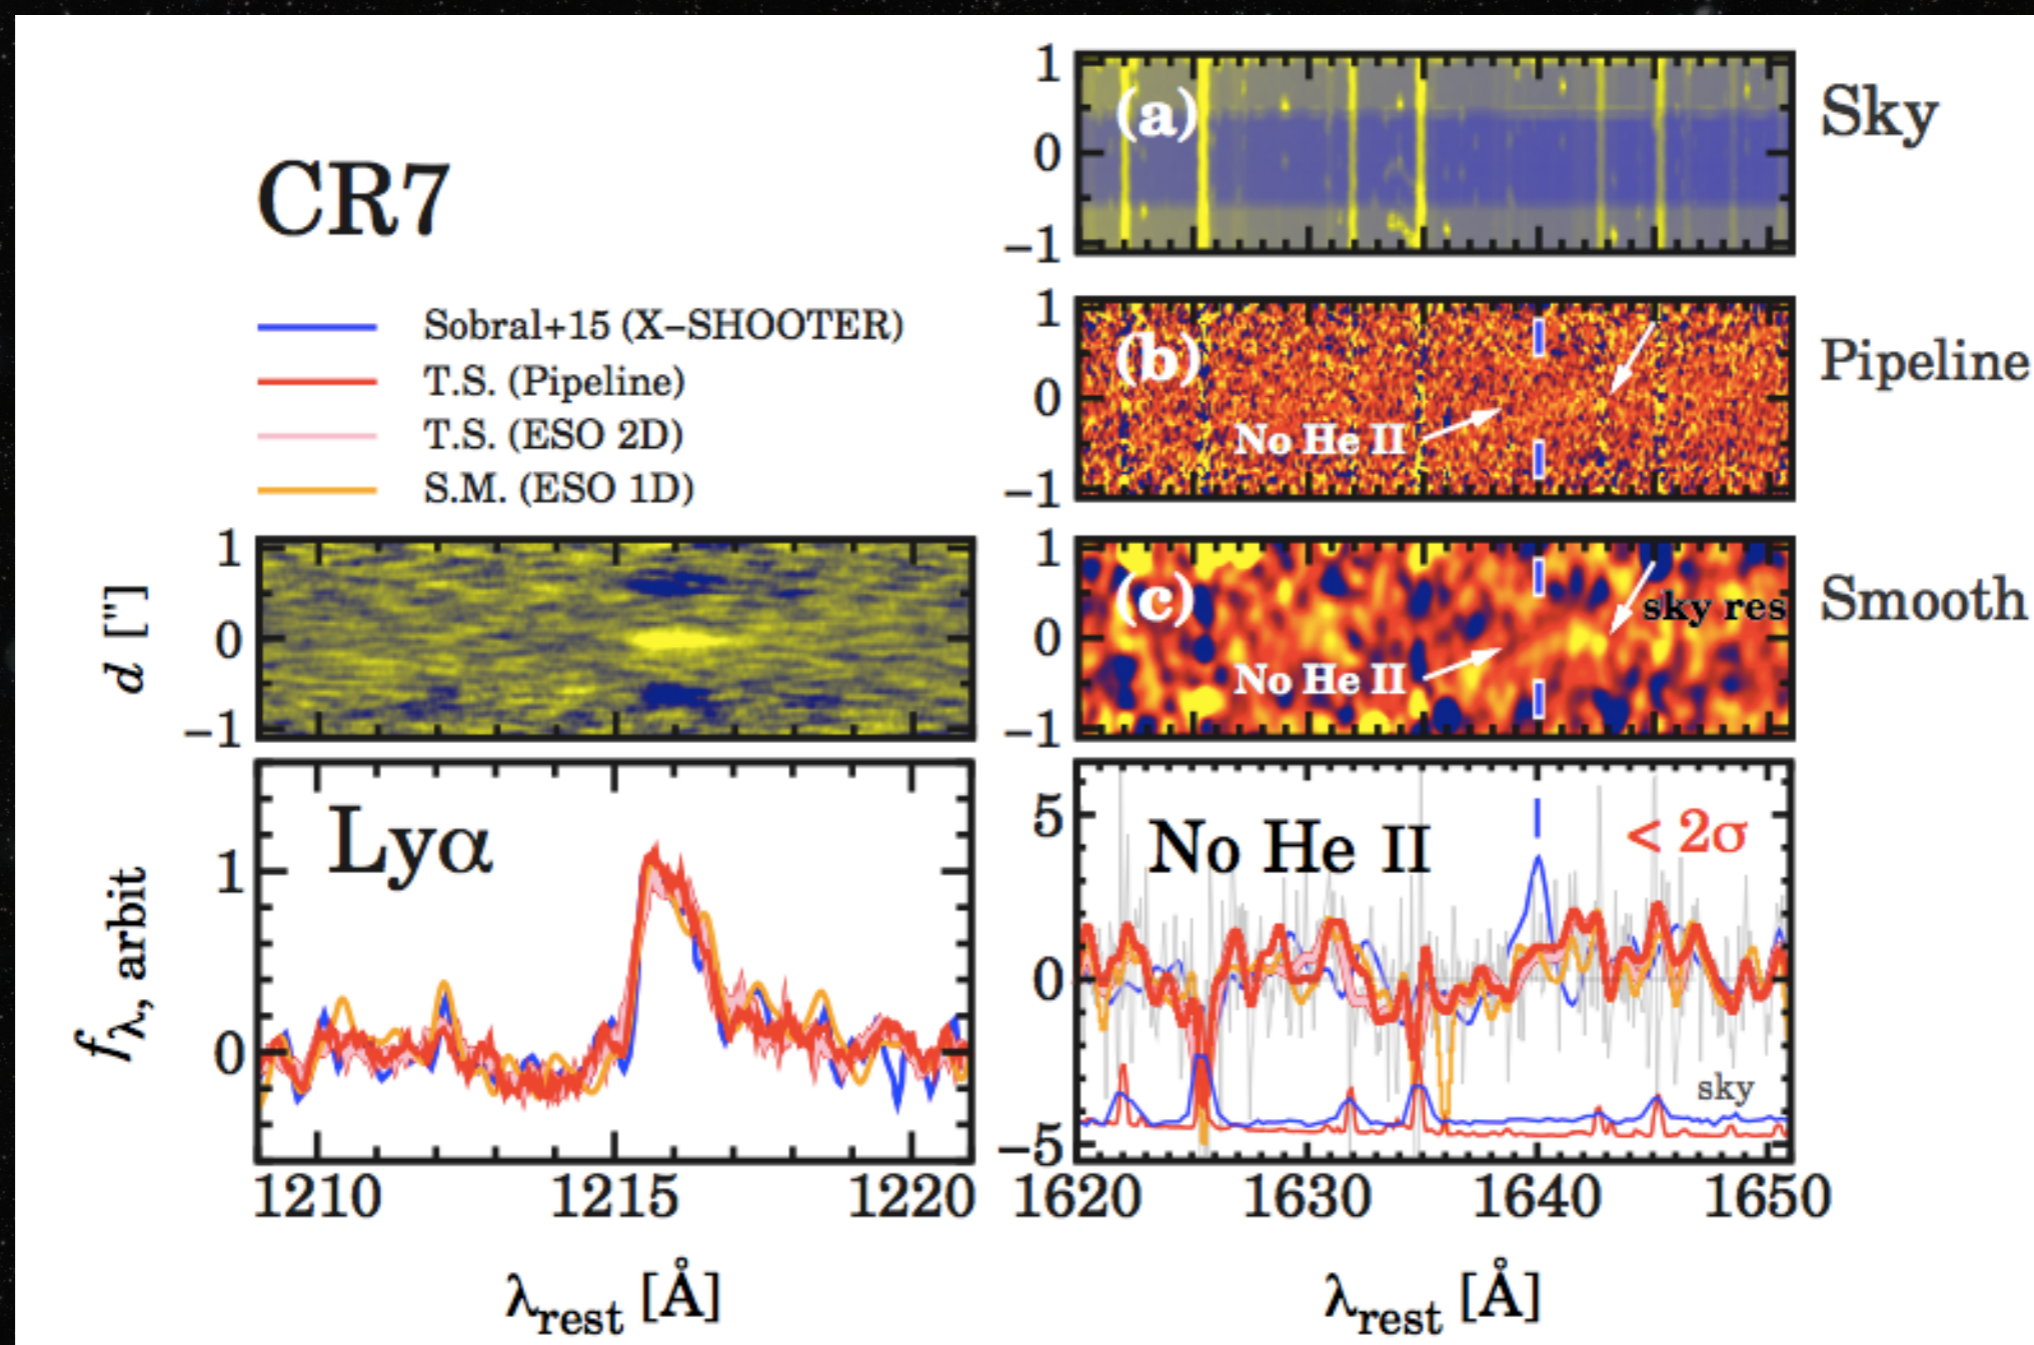 CR7
Sobral+15 (X–SHOOTER)
T.S. (Pipeline)
T.S. (ESO 2D)
S.M. (ESO 1D)
1
0
−1
d ["]
Lyα
1
0
fλ, arbit
1210 1215 1220
λrest [Å]
1
0
−1
(a)
Sky
1
0
−1
(b)
No He II
Pipeline
1
0
−1
(c)
sky res
No He II
Smooth
5
0
−5
No He II
< 2σ
sky
1620 1630 1640 1650
λrest [Å]